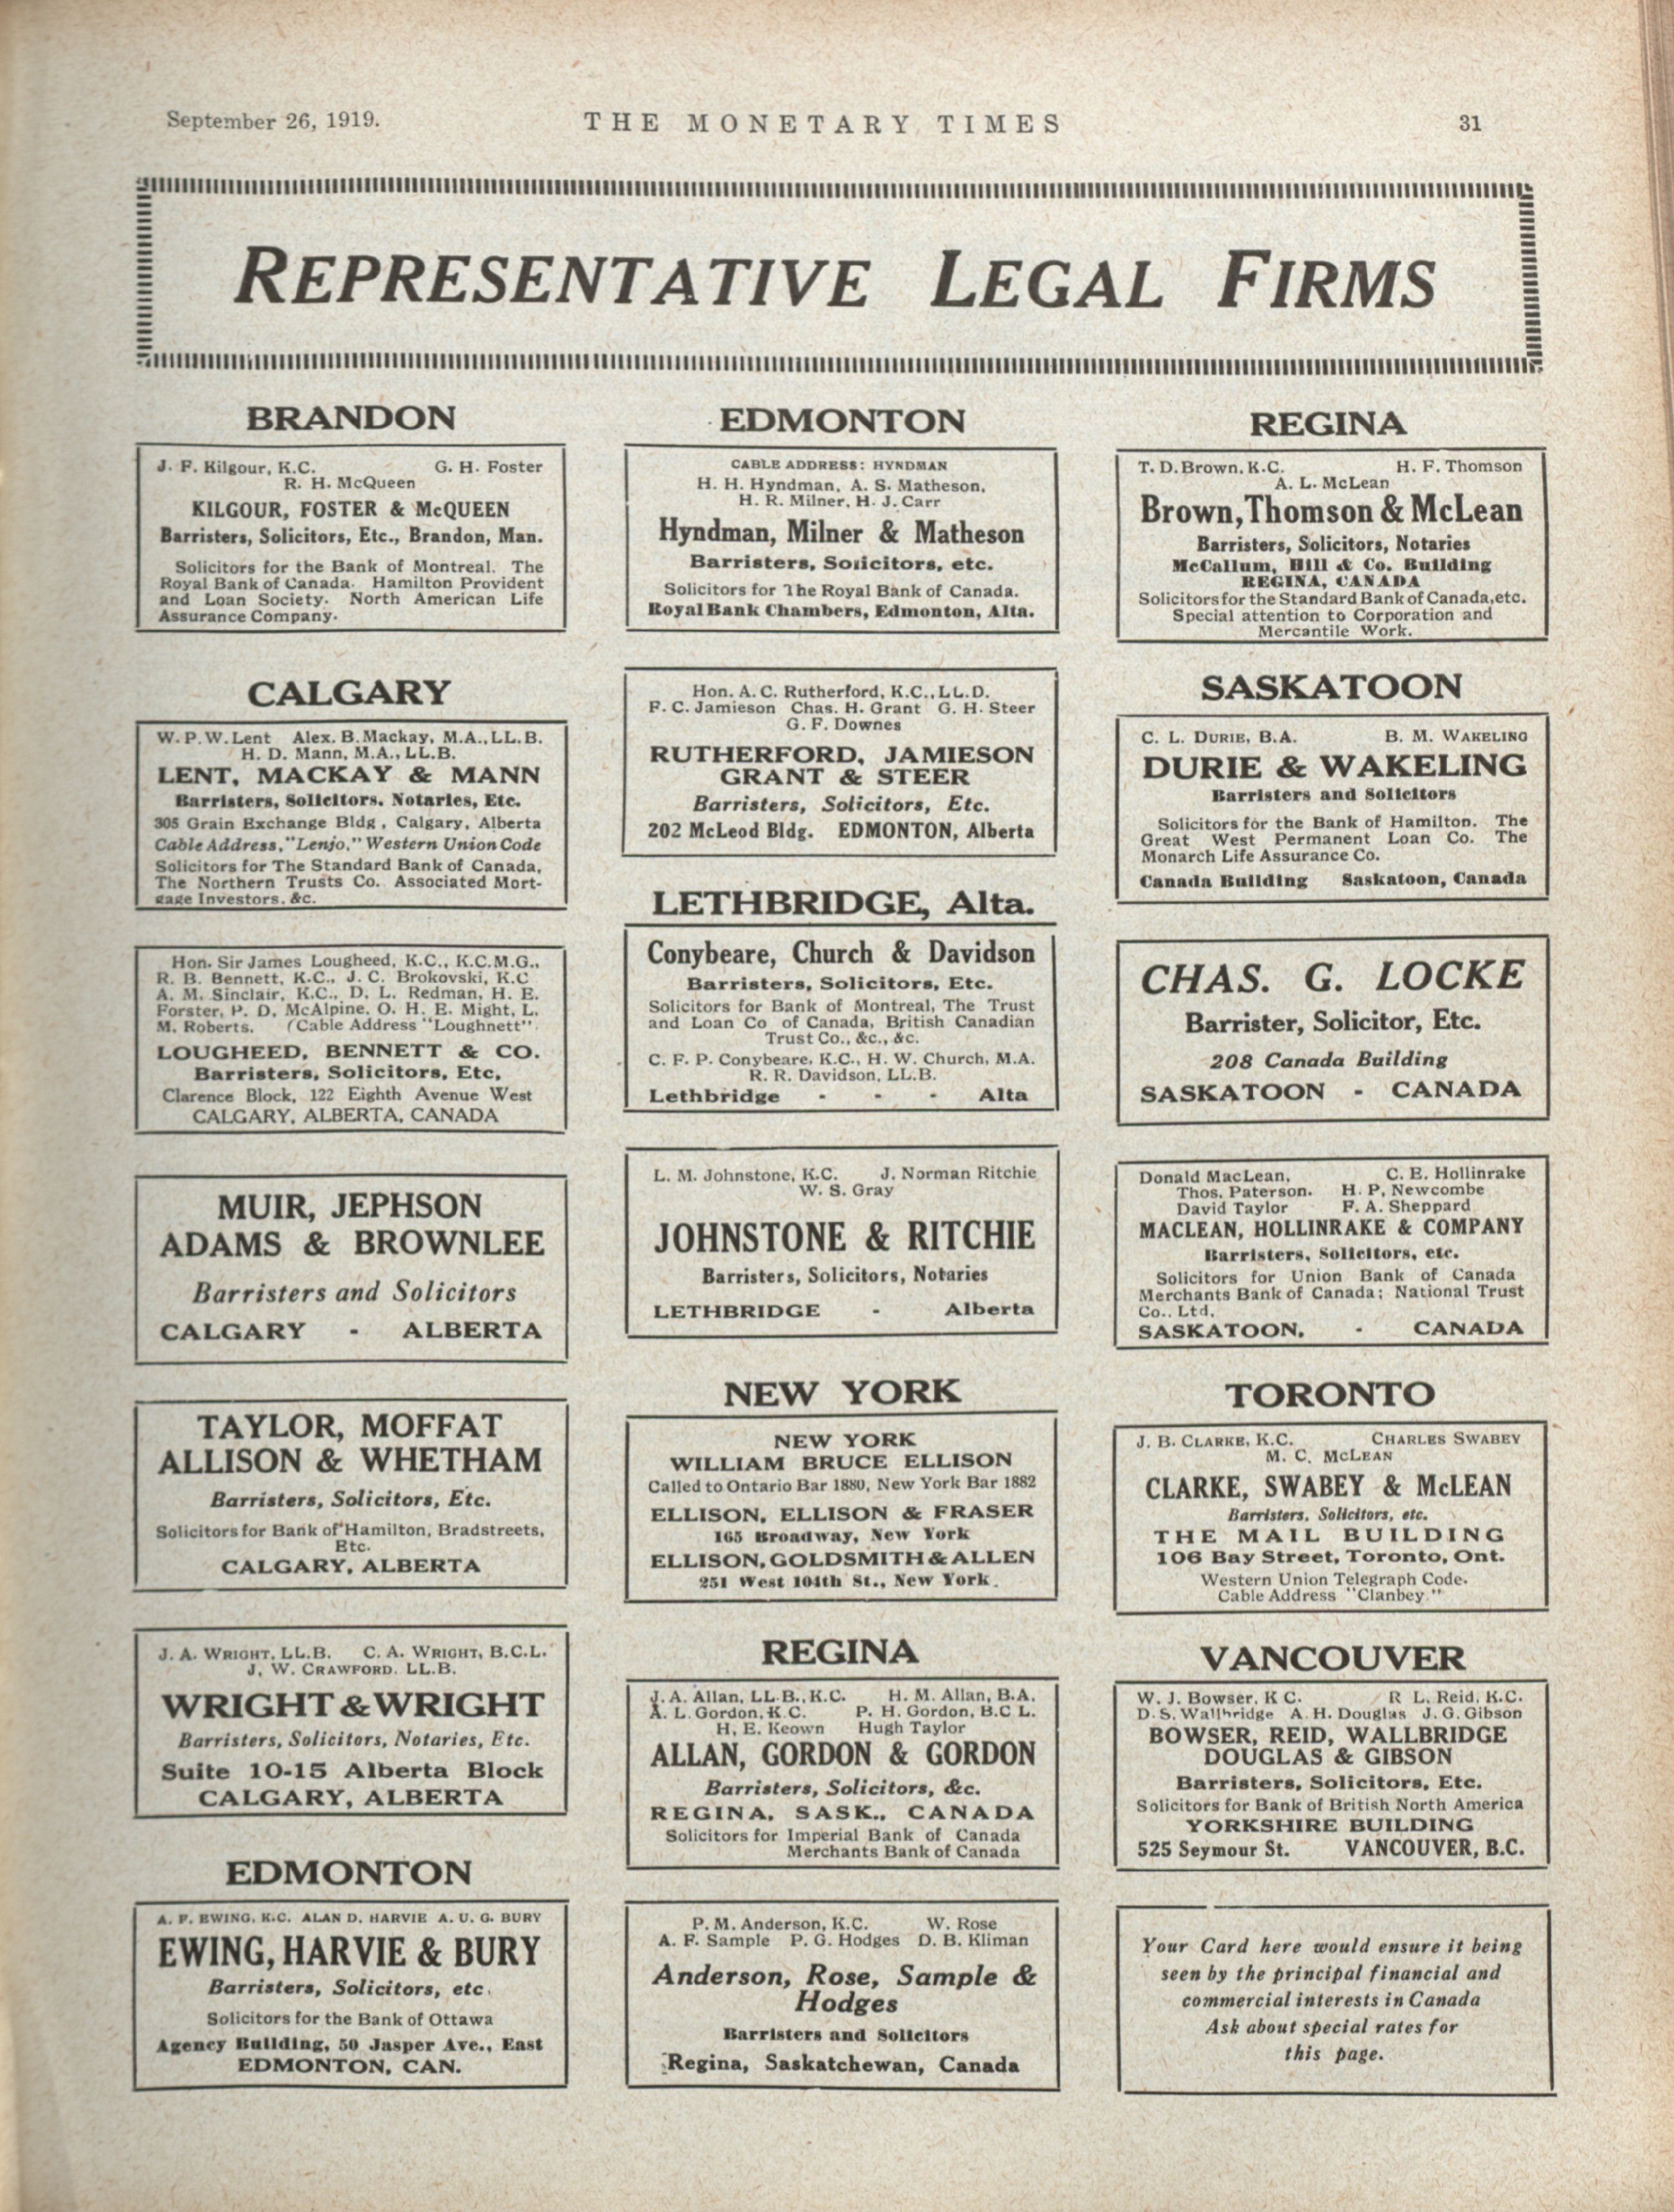 September 26, 1919.
THE MONETARY TIMES
31
REPRESENTATIVE LEGAL FIRMS
BRANDON
J. F. Kilgour, K.C. G. H. Foster
R. H. McQueen
KILGOUR, FOSTER & McQUEEN
Barristers, Solicitors, Etc., Brandon, Man.
Solicitors for the Bank of Montreal. The
Royal Bank of Canada. Hamilton Provident
and Loan Society. North American Life
Assurance Company.
CALGARY
W. P. W. Lent Alex. B. Mackay, M.A., LL.B.
H. D. Mann, M.A., LL.B.
LENT, MACKAY & MANN
Barristers, Solicitors, Notaries, Etc.
305 Grain Exchange Bldg, Calgary, Alberta
Cable Address, "Lenjo," Western Union Code
Solicitors for The Standard Bank of Canada,
The Northern Trusts Co. Associated Mort-
gage Investors, &c.
Hon. Sir James Lougheed, K.C., K.C.M.G.,
R. B. Bennett, K.C., J. C. Brokovski, K.C
A. M. Sinclair, K.C., D. L. Redman, H. E.
Forster, P. D. McAlpine, O. H. E. Might, L.
M. Roberts. (Cable Address "Loughnett".
LOUGHEED, BENNETT & CO.
Barristers, Solicitors, Etc,
Clarence Block, 122 Eighth Avenue West
CALGARY, ALBERTA, CANADA
MUIR, JEPHSON
ADAMS & BROWNLEE
Barristers and Solicitors
CALGARY - ALBERTA
TAYLOR, MOFFAT
ALLISON & WHETHAM
Barristers, Solicitors, Etc.
Solicitors for Bank of Hamilton, Bradstreets,
Etc.
CALGARY, ALBERTA
J. A. WRIGHT, LL.B. C. A. WRIGHT, B.C.L.
J. W. CRAWFORD, LL.B.
WRIGHT & WRIGHT
Barristers, Solicitors, Notaries, Etc.
Suite 10-15 Alberta Block
CALGARY, ALBERTA
EDMONTON
A. F. EWING, K.C. ALAN D. HARVIE A. U. G. BURY
EWING, HARVIE & BURY
Barristers, Solicitors, etc.
Solicitors for the Bank of Ottawa
Agency Building, 50 Jasper Ave., East
EDMONTON, CAN.
EDMONTON
CABLE ADDRESS: HYNDMAN
H. H. Hyndman, A. S. Matheson,
H. R. Milner, H. J. Carr
Hyndman, Milner & Matheson
Barristers, Solicitors, etc.
Solicitors for The Royal Bank of Canada.
Royal Bank Chambers, Edmonton, Alta.
Hon. A. C. Rutherford, K.C., LL.D.
F. C. Jamieson Chas. H. Grant G. H. Steer
G. F. Downes
RUTHERFORD, JAMIESON
GRANT & STEER
Barristers, Solicitors, Etc.
202 McLeod Bldg. EDMONTON, Alberta
LETHBRIDGE, Alta.
Conybeare, Church & Davidson
Barristers, Solicitors, Etc.
Solicitors for Bank of Montreal, The Trust
and Loan Co of Canada, British Canadian
Trust Co., &c., &c.
C. F. P. Conybeare, K.C., H. W. Church, M.A.
R. R. Davidson, LL.B.
Lethbridge - - - Alta
L. M. Johnstone, K.C. J. Norman Ritchie
W. S. Gray
JOHNSTONE & RITCHIE
Barristers, Solicitors, Notaries
LETHBRIDGE - Alberta
NEW YORK
NEW YORK
WILLIAM BRUCE ELLISON
Called to Ontario Bar 1880, New York Bar 1882
ELLISON, ELLISON & FRASER
165 Broadway, New York
ELLISON, GOLDSMITH & ALLEN
251 West 104th St., New York.
REGINA
J. A. Allan, LL.B., K.C. H. M. Allan, B.A.
A. L. Gordon, K.C. P. H. Gordon, B.C L.
H. E. Keown Hugh Taylor
ALLAN, GORDON & GORDON
Barristers, Solicitors, &c.
REGINA, SASK., CANADA
Solicitors for Imperial Bank of Canada
Merchants Bank of Canada
P. M. Anderson, K.C. W. Rose
A. F. Sample P. G. Hodges D. B. Kliman
Anderson, Rose, Sample &
Hodges
Barristers and Solicitors
Regina, Saskatchewan, Canada
REGINA
T. D. Brown, K.C. H. F. Thomson
A. L. McLean
Brown, Thomson & McLean
Barristers, Solicitors, Notaries
McCallum, Hill & Co. Building
REGINA, CANADA
Solicitors for the Standard Bank of Canada, etc.
Special attention to Corporation and
Mercantile Work.
SASKATOON
C. L. DURIE, B.A. B. M. WAKELING
DURIE & WAKELING
Barristers and Solicitors
Solicitors for the Bank of Hamilton. The
Great West Permanent Loan Co. The
Monarch Life Assurance Co.
Canada Building Saskatoon, Canada
CHAS. G. LOCKE
Barrister, Solicitor, Etc.
208 Canada Building
SASKATOON - CANADA
Donald MacLean, C. E. Hollinrake
Thos. Paterson. H. P. Newcombe
David Taylor F. A. Sheppard
MACLEAN, HOLLINRAKE & COMPANY
Barristers, Solicitors, etc.
Solicitors for Union Bank of Canada
Merchants Bank of Canada; National Trust
Co., Ltd.
SASKATOON, - CANADA
TORONTO
J. B. CLARKE, K.C. CHARLES SWABEY
M. C. MCLEAN
CLARKE, SWABEY & McLEAN
Barristers, Solicitors, etc.
THE MAIL BUILDING
106 Bay Street, Toronto, Ont.
Western Union Telegraph Code.
Cable Address "Clanbey."
VANCOUVER
W. J. Bowser, K C. R L. Reid, K.C.
D. S. Wallbridge A. H. Douglas J. G. Gibson
BOWSER, REID, WALLBRIDGE
DOUGLAS & GIBSON
Barristers, Solicitors, Etc.
Solicitors for Bank of British North America
YORKSHIRE BUILDING
525 Seymour St. VANCOUVER, B.C.
Your Card here would ensure it being
seen by the principal financial and
commercial interests in Canada
Ask about special rates for
this page.